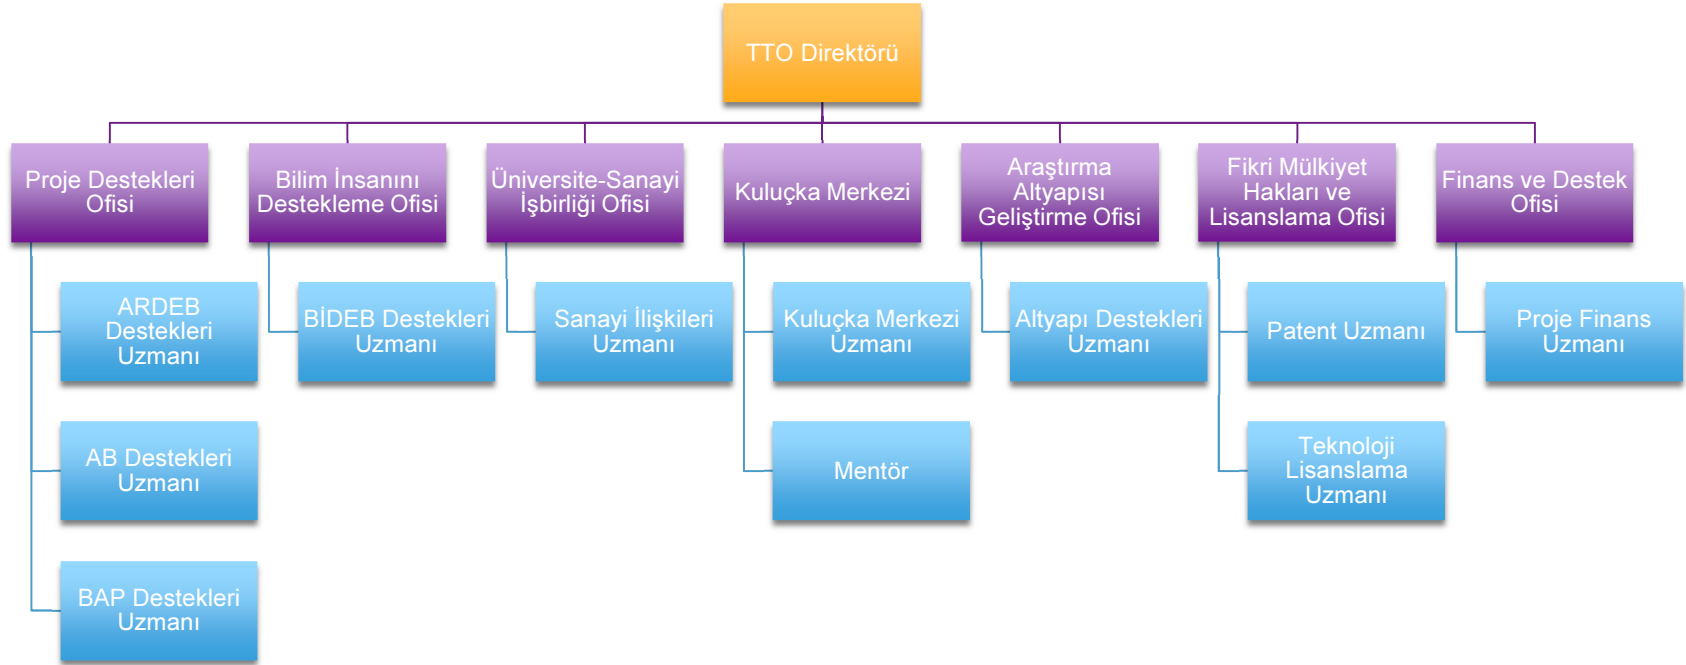 TTO Direktörü
Proje Destekleri
Ofisi
Bilim İnsanını
Destekleme Ofisi
Üniversite-Sanayi
İşbirliği Ofisi
Kuluçka Merkezi
Araştırma
Altyapısı
Geliştirme Ofisi
Fikri Mülkiyet
Hakları ve
Lisanslama Ofisi
Finans ve Destek
Ofisi
ARDEB
Destekleri
Uzmanı
BİDEB Destekleri
Uzmanı
Sanayi İlişkileri
Uzmanı
Kuluçka Merkezi
Uzmanı
Altyapı Destekleri
Uzmanı
Patent Uzmanı
Proje Finans
Uzmanı
AB Destekleri
Uzmanı
Mentör
Teknoloji
Lisanslama
Uzmanı
BAP Destekleri
Uzmanı